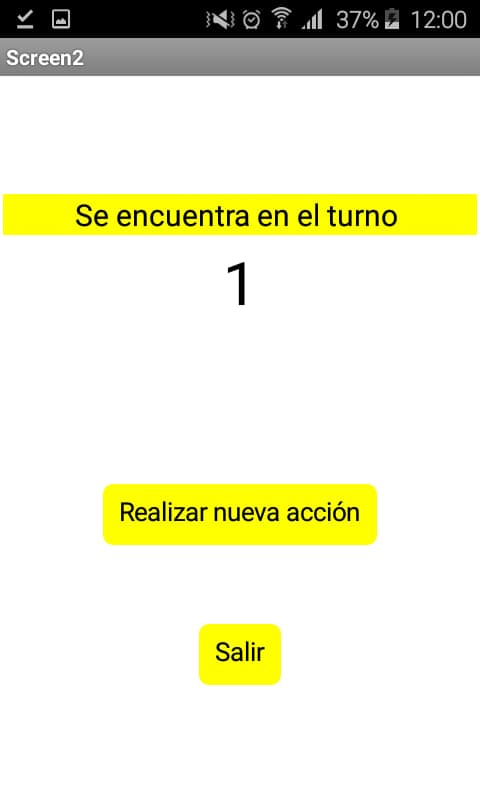 37% 12:00
Screen2
Se encuentra en el turno
1
Realizar nueva acción
Salir